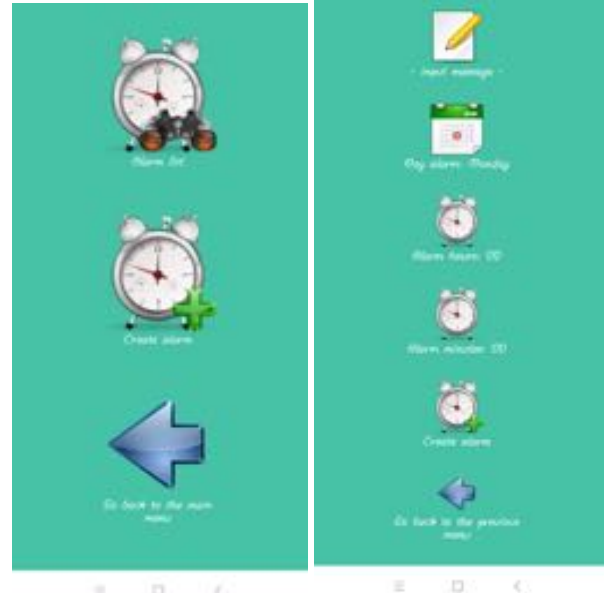 Alarm list
Create alarm
Go back to the main
menu
- Input message -
Day alarm: Monday
Alarm hours: 00
Alarm minutes: 00
Create alarm
Go back to the previous
menu